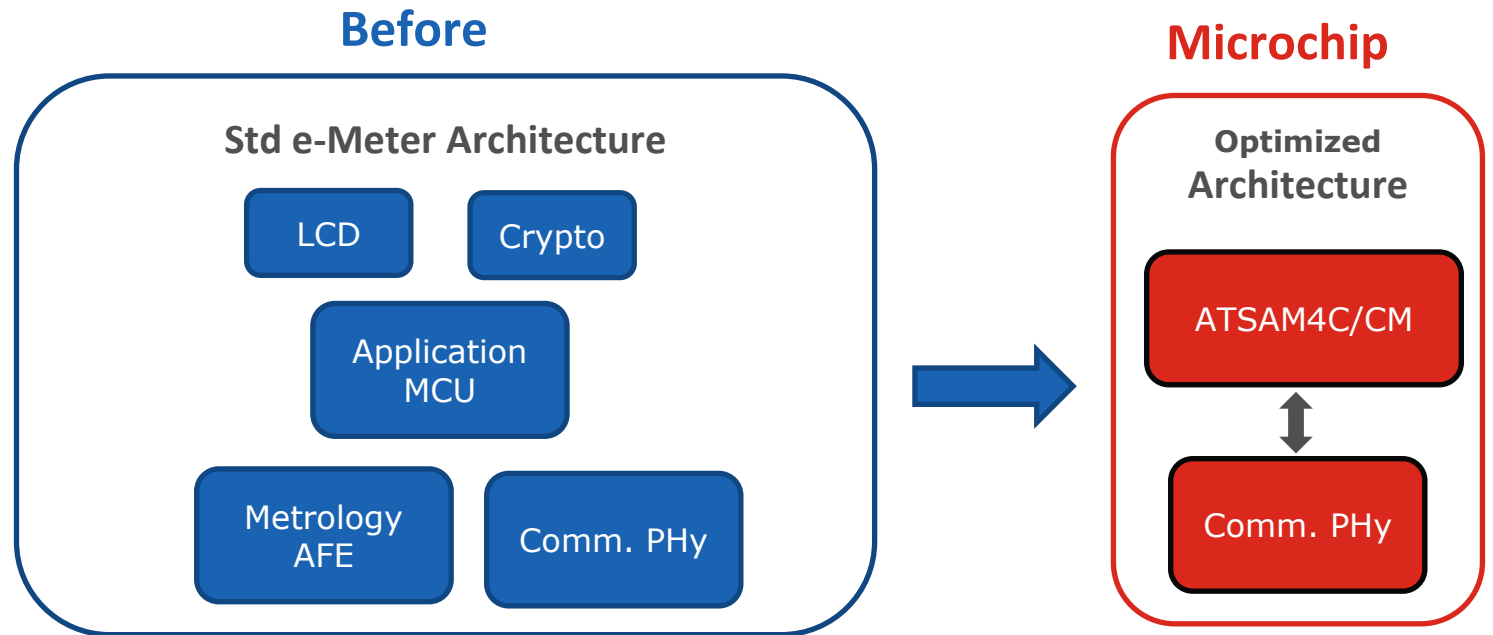 Before
Std e-Meter Architecture
LCD
Crypto
Application
MCU
Metrology
AFE
Comm. PHy
Microchip
Optimized
Architecture
ATSAM4C/CM
Comm. PHy